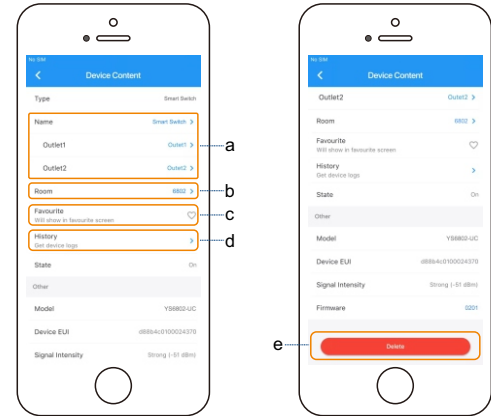 No SIM
Device Content
Type Smart Switch
Name Smart Switch >
Outlet1 Outlet1 >
Outlet2 Outlet2 >
Room 6802 >
Favourite
Will show in favourite screen
History
Get device logs
State On
Other
Model YS6802-UC
Device EUI d88b4c0100024370
Signal Intensity Strong (-51 dBm)
a
b
c
d
No SIM
Device Content
Outlet2 Outlet2 >
Room 6802 >
Favourite
Will show in favourite screen
History
Get device logs
State On
Other
Model YS6802-UC
Device EUI d88b4c0100024370
Signal Intensity Strong (-51 dBm)
Firmware 0201
Delete
e